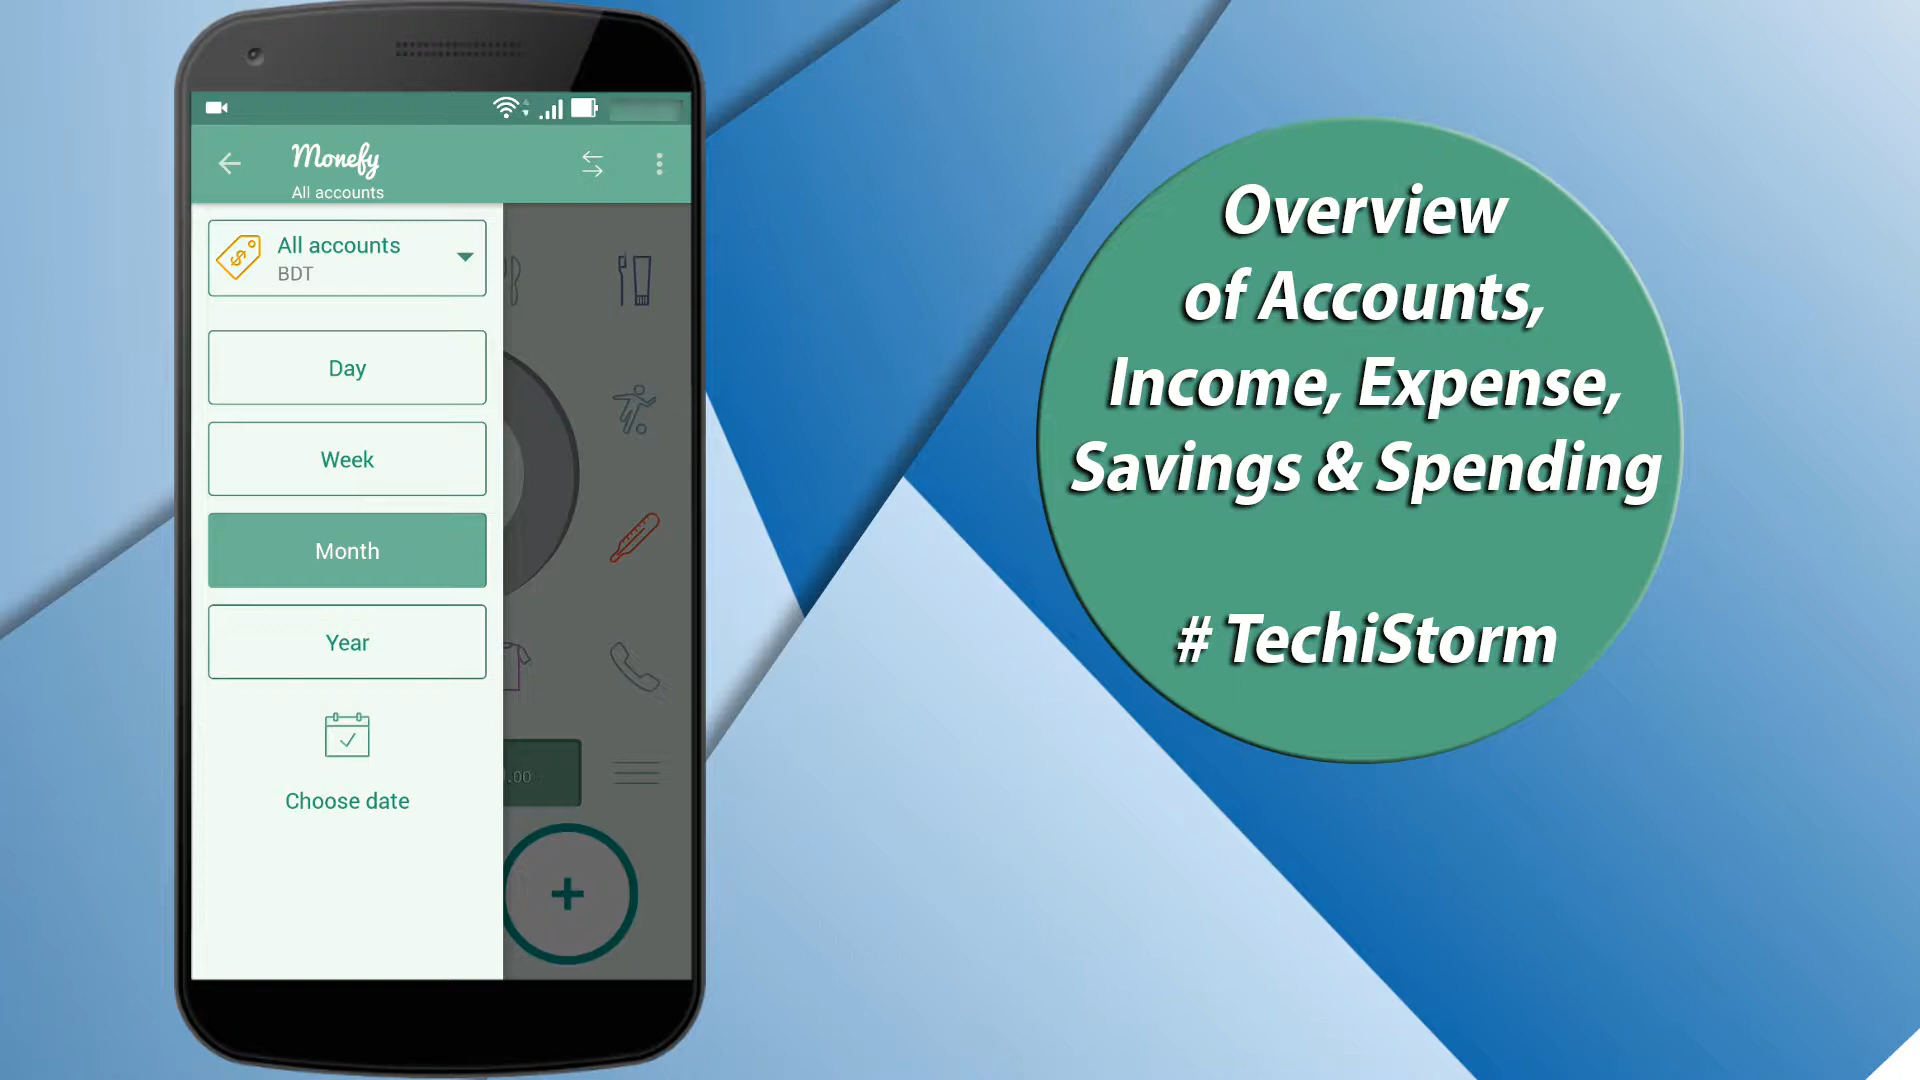 Monefy
All accounts
All accounts
BDT
Day
Week
Month
Year
Choose date
.00
+
Overview
of Accounts,
Income, Expense,
Savings & Spending
# TechiStorm